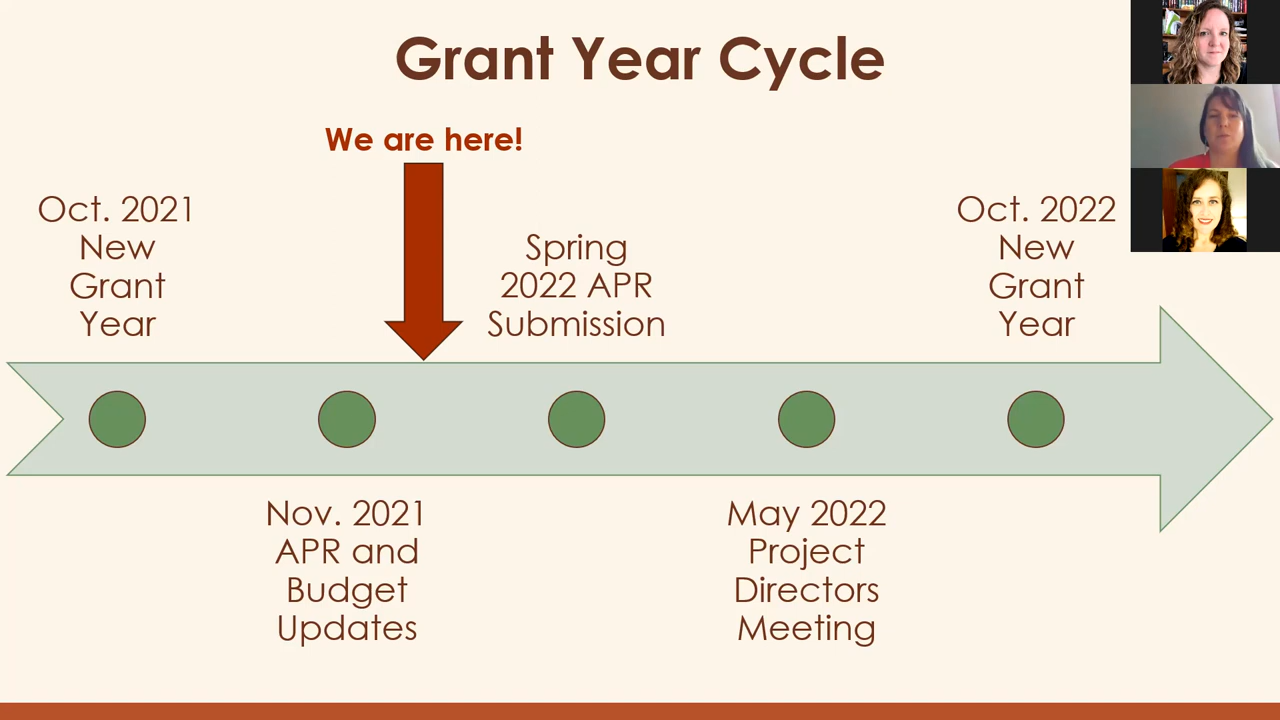 Grant Year Cycle
We are here!
Oct. 2021
New
Grant
Year
Nov. 2021
APR and
Budget
Updates
Spring
2022 APR
Submission
May 2022
Project
Directors
Meeting
Oct. 2022
New
Grant
Year